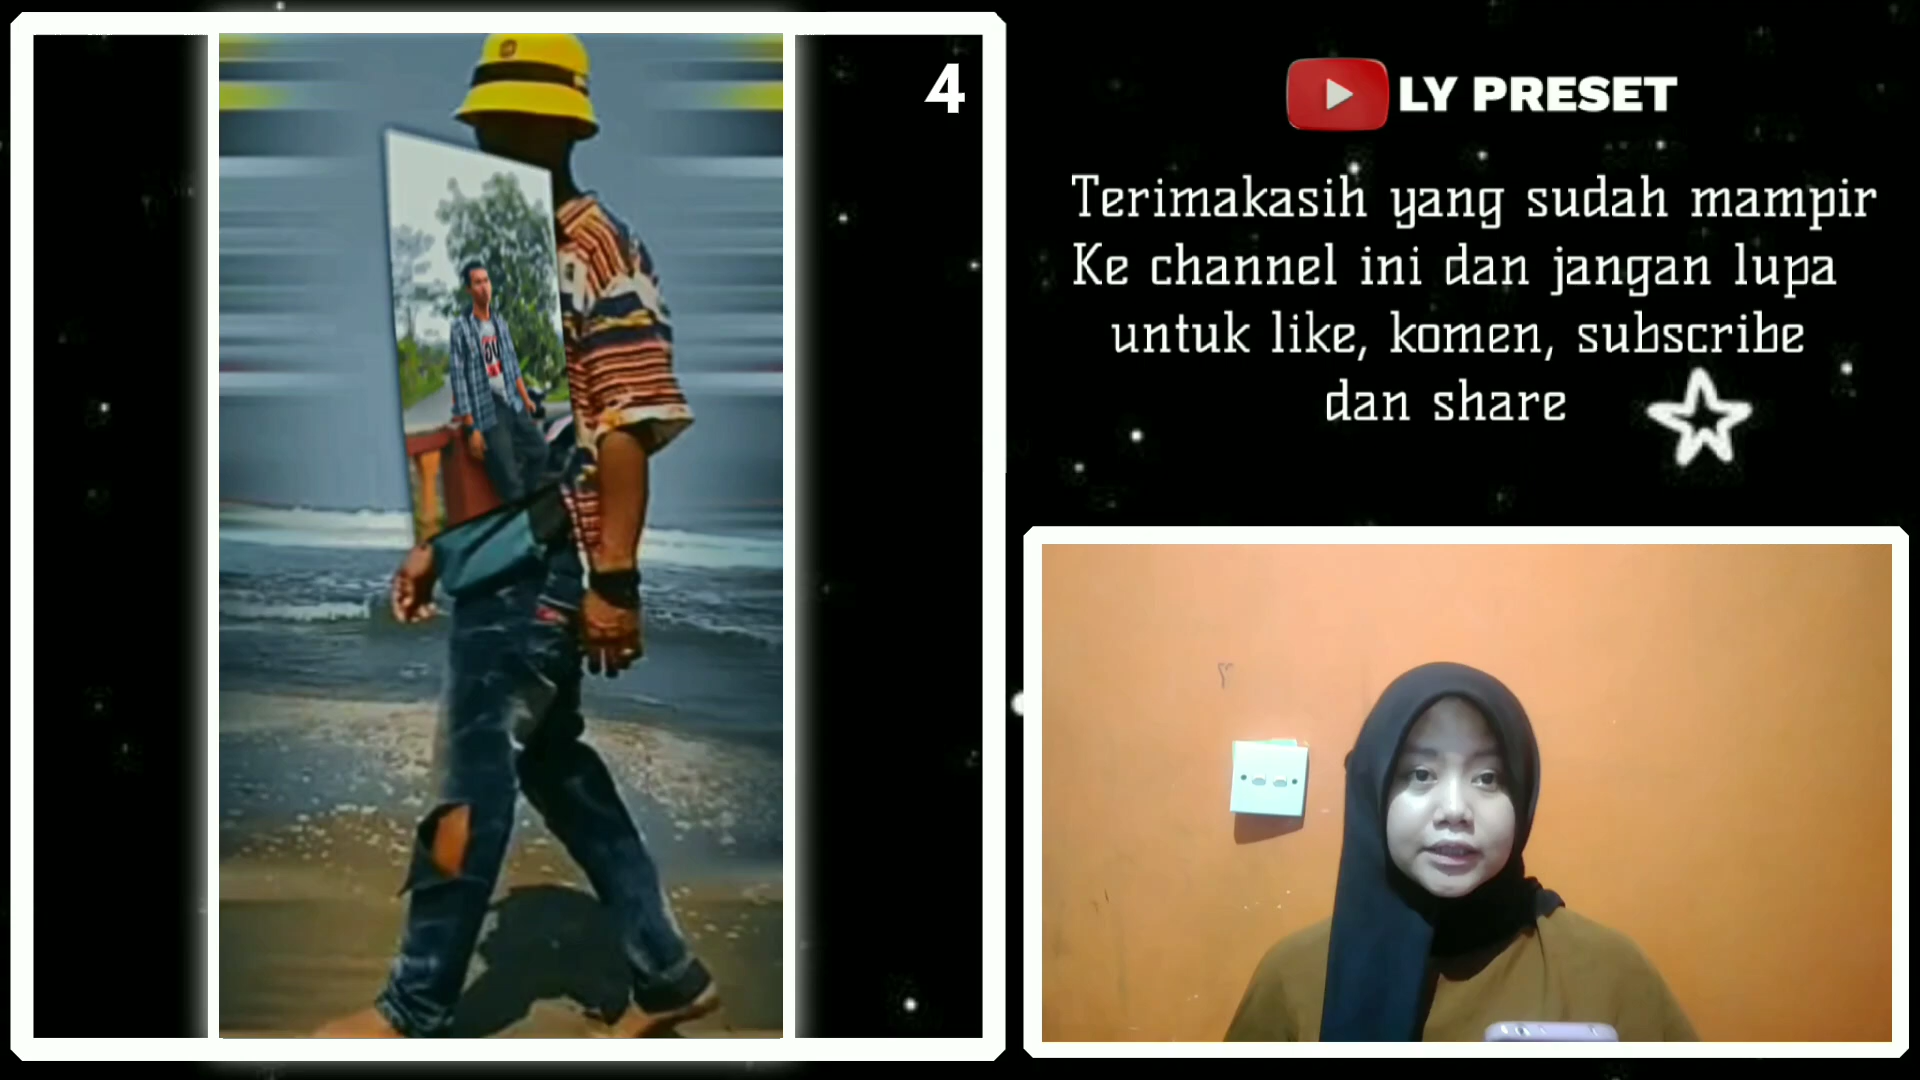 4
LY PRESET
Terimakasih yang sudah mampir
Ke channel ini dan jangan lupa
untuk like, komen, subscribe
dan share